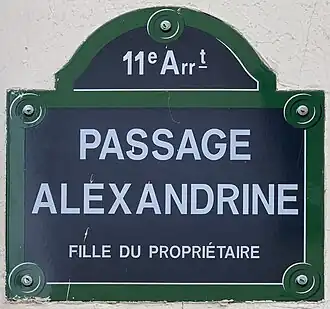 11e Arrt
PASSAGE
ALEXANDRINE
FILLE DU PROPRIÉTAIRE